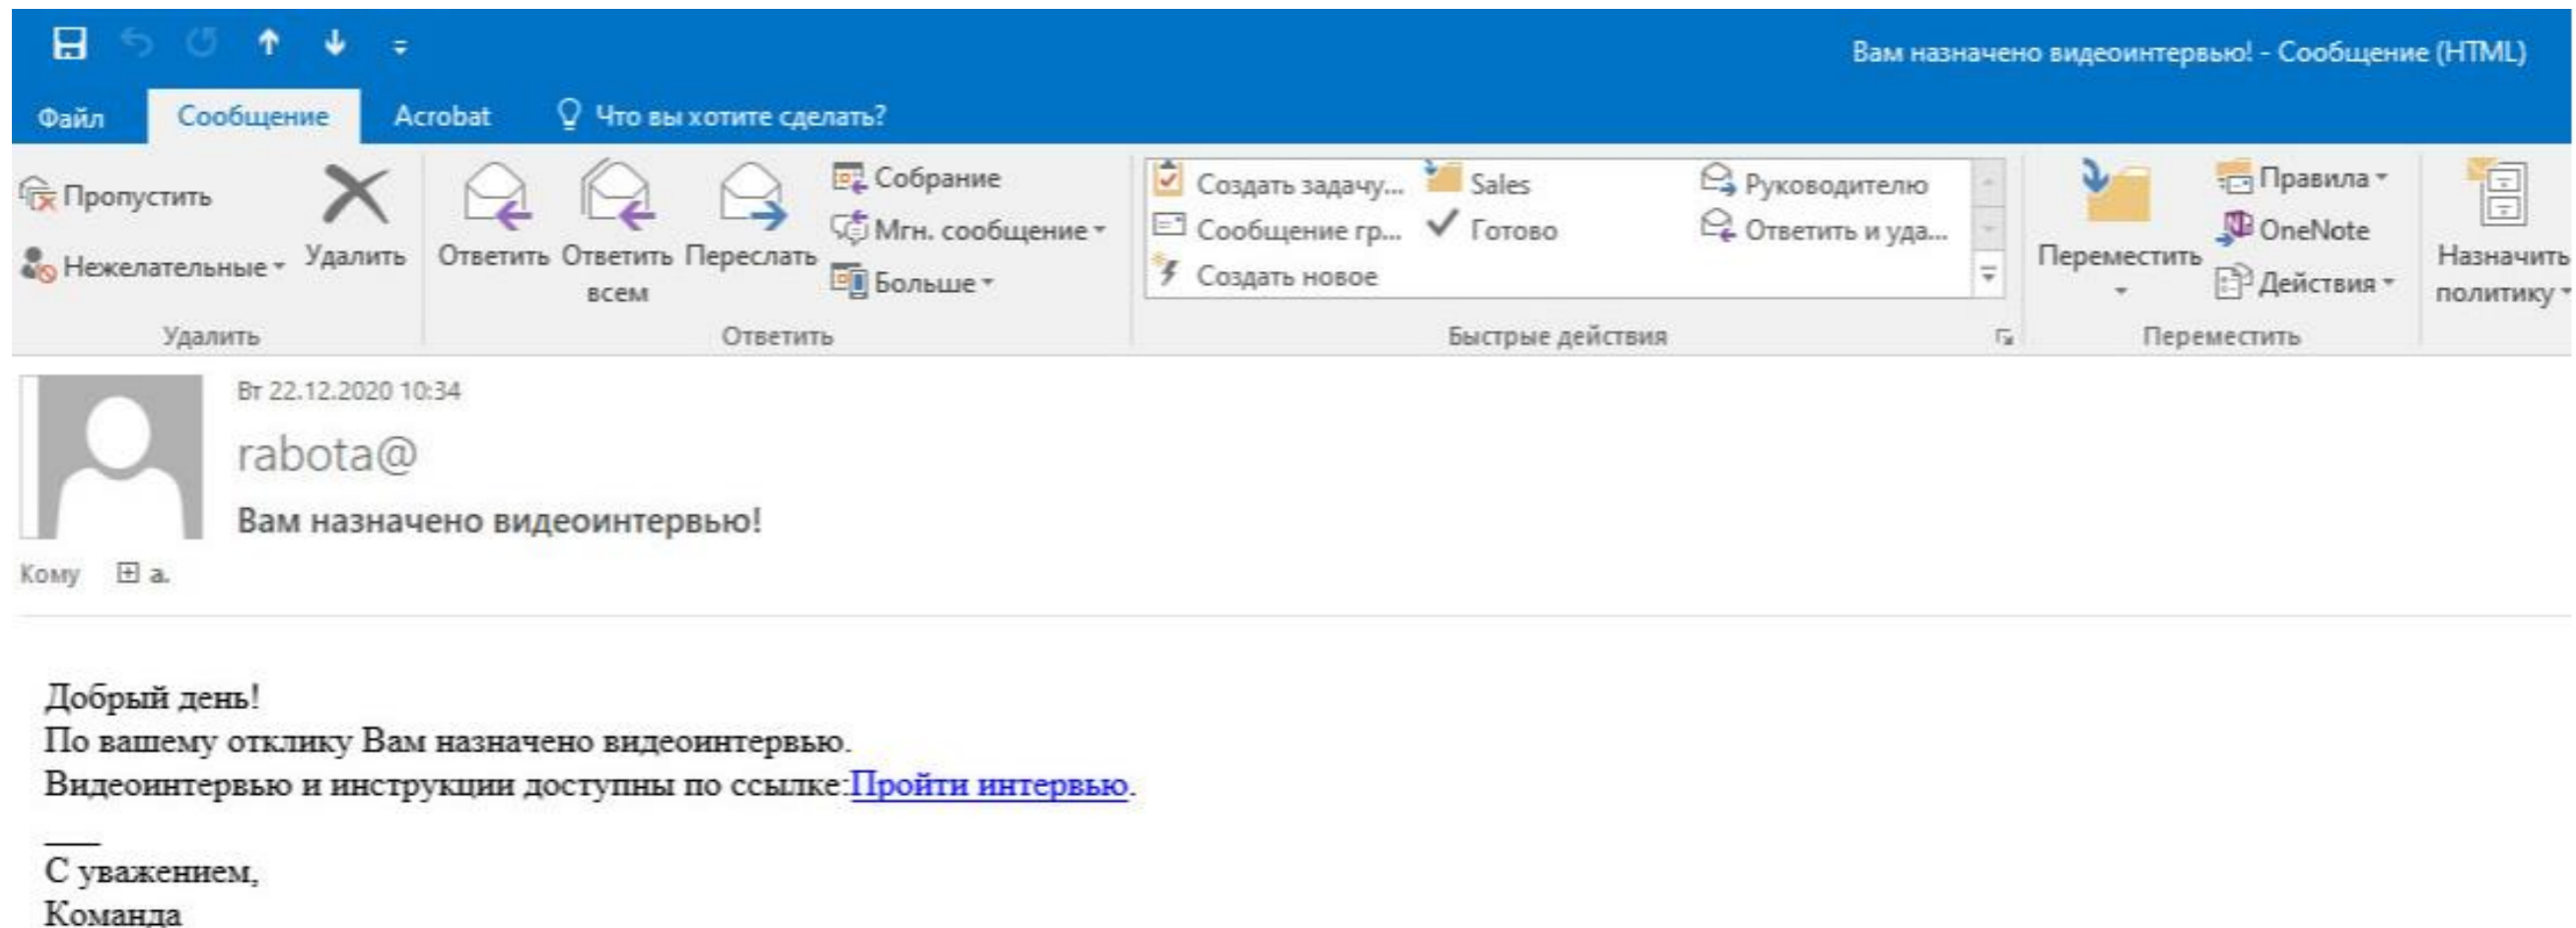 Вам назначено видеоинтервью! - Сообщение (HTML)
Файл Сообщение Acrobat Что вы хотите сделать?
Пропустить
Нежелательные
Удалить
Удалить
Ответить
Ответить всем
Переслать
Собрание
Мгн. сообщение
Больше
Ответить
Создать задачу...
Сообщение гр...
Создать новое
Sales
Готово
Руководителю
Ответить и уда...
Быстрые действия
Переместить
Правила
OneNote
Действия
Переместить
Назначить
политику
Вт 22.12.2020 10:34
rabota@
Вам назначено видеоинтервью!
Кому а.
Добрый день!
По вашему отклику Вам назначено видеоинтервью.
Видеоинтервью и инструкции доступны по ссылке:Пройти интервью.
___
С уважением,
Команда